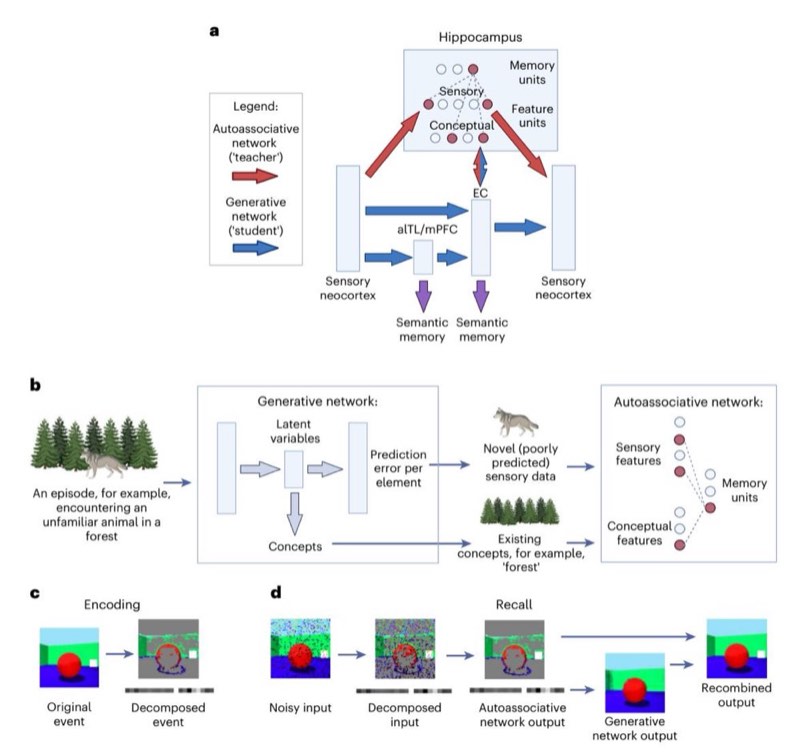 a
Hippocampus
Memory
units
Sensory
Feature
units
Conceptual
Legend:
Autoassociative
network
('teacher')
Generative
network
('student')
EC
alTL/mPFC
Sensory
neocortex
Sensory
neocortex
Semantic
memory
Semantic
memory
b
An episode, for example,
encountering an
unfamiliar animal in a
forest
Generative network:
Latent
variables
Prediction
error per
element
Concepts
Novel (poorly
predicted)
sensory data
Existing
concepts, for example,
'forest'
Autoassociative network:
Sensory
features
Memory
units
Conceptual
features
c
Encoding
Original
event
Decomposed
event
d
Recall
Noisy input
Decomposed
input
Autoassociative
network output
Generative
network output
Recombined
output